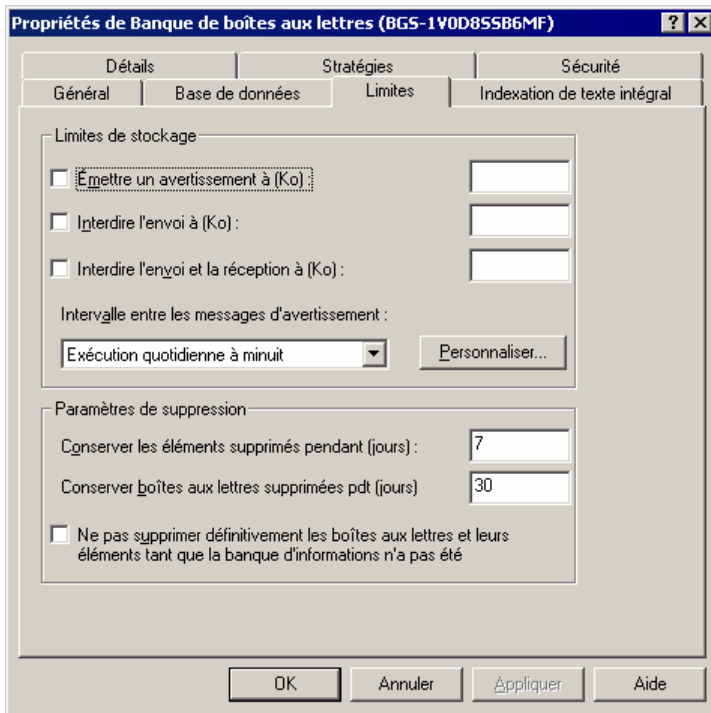 Propriétés de Banque de boîtes aux lettres (BGS-1V0D8SSB6MF)
Détails Stratégies Sécurité
Général Base de données Limites Indexation de texte intégral
Limites de stockage
Émettre un avertissement à (Ko) :
Interdire l'envoi à (Ko) :
Interdire l'envoi et la réception à (Ko) :
Intervalle entre les messages d'avertissement :
Exécution quotidienne à minuit Personnaliser...
Paramètres de suppression
Conserver les éléments supprimés pendant (jours) : 7
Conserver boîtes aux lettres supprimées pdt (jours) 30
Ne pas supprimer définitivement les boîtes aux lettres et leurs
éléments tant que la banque d'informations n'a pas été
OK Annuler Appliquer Aide